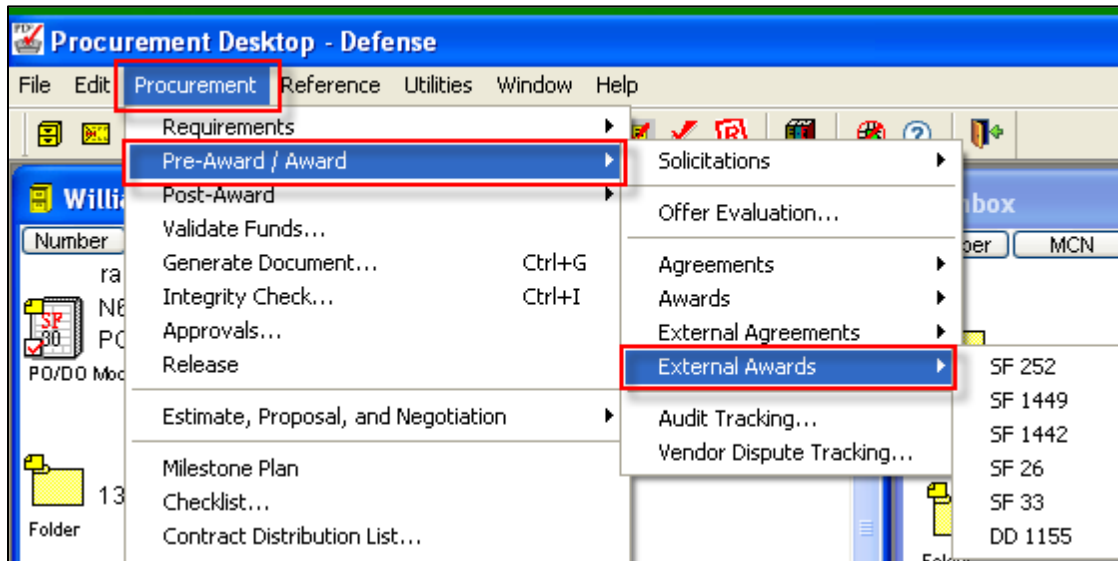 Procurement Desktop - Defense
File Edit Procurement Reference Utilities Window Help
Requirements
Pre-Award / Award
Post-Award
Validate Funds...
Generate Document... Ctrl+G
Integrity Check... Ctrl+I
Approvals...
Release
Estimate, Proposal, and Negotiation
Milestone Plan
Checklist...
Contract Distribution List...
Solicitations
Offer Evaluation...
Agreements
Awards
External Agreements
External Awards
Audit Tracking...
Vendor Dispute Tracking...
SF 252
SF 1449
SF 1442
SF 26
SF 33
DD 1155
Number
SF
30
PO/DO Mod
13
Folder
MCN